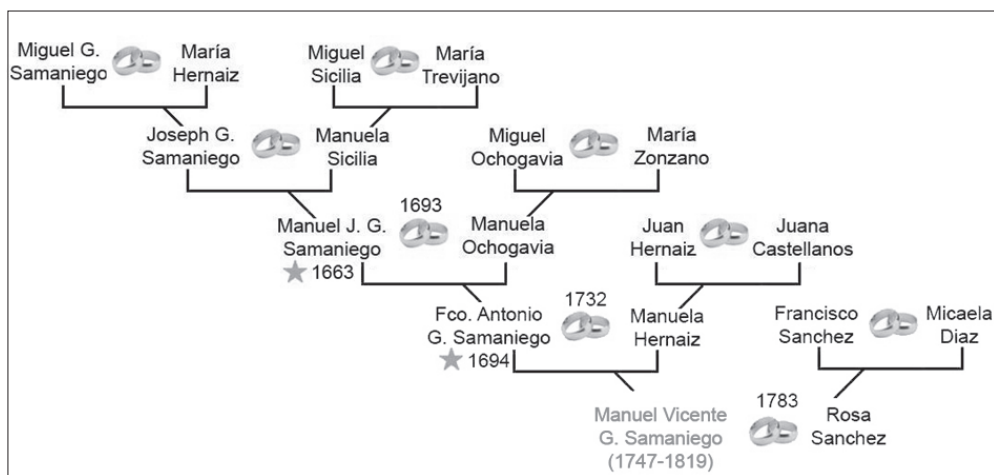 Miguel G.
Samaniego
María
Hernaiz
Miguel
Sicilia
María
Trevijano
Joseph G.
Samaniego
Manuela
Sicilia
Miguel
Ochogavia
María
Zonzano
Manuel J. G.
Samaniego
1663
1693
Manuela
Ochogavia
Juan
Hernaiz
Juana
Castellanos
Fco. Antonio
G. Samaniego
1694
1732
Manuela
Hernaiz
Francisco
Sanchez
Micaela
Diaz
Manuel Vicente
G. Samaniego
(1747-1819)
1783
Rosa
Sanchez